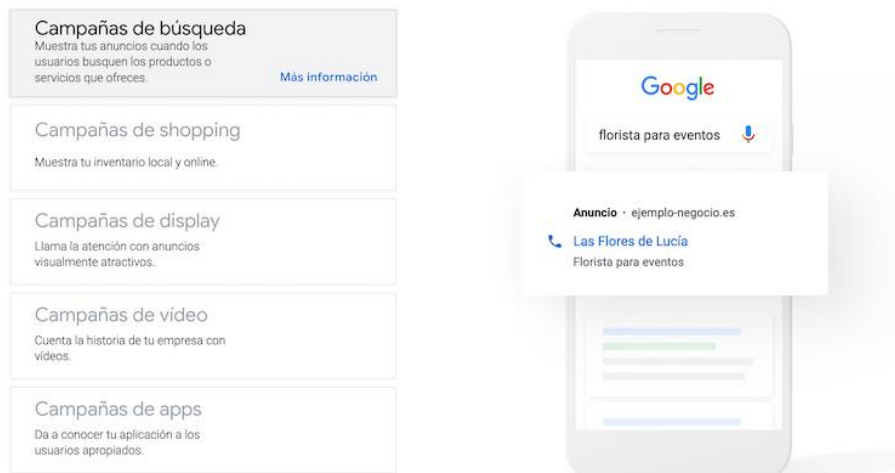 Campañas de búsqueda
Muestra tus anuncios cuando los
usuarios busquen los productos o
servicios que ofreces.
Más información
Campañas de shopping
Muestra tu inventario local y online.
Campañas de display
Llama la atención con anuncios
visualmente atractivos.
Campañas de vídeo
Cuenta la historia de tu empresa con
vídeos.
Campañas de apps
Da a conocer tu aplicación a los
usuarios apropiados.
Google
florista para eventos
Anuncio · ejemplo-negocio.es
Las Flores de Lucía
Florista para eventos